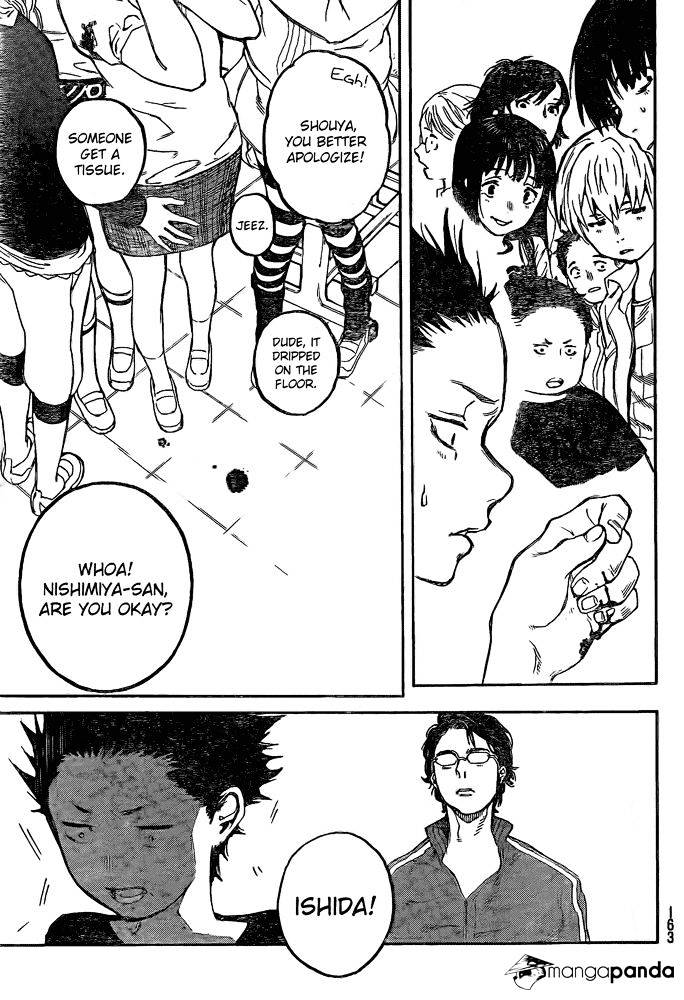 Egh!
SHOUYA,
YOU BETTER
APOLOGIZE!
SOMEONE
GET A
TISSUE.
JEEZ.
DUDE, IT
DRIPPED
ON THE
FLOOR.
WHOA!
NISHIMIYA-SAN,
ARE YOU OKAY?
ISHIDA!
163
mangapanda